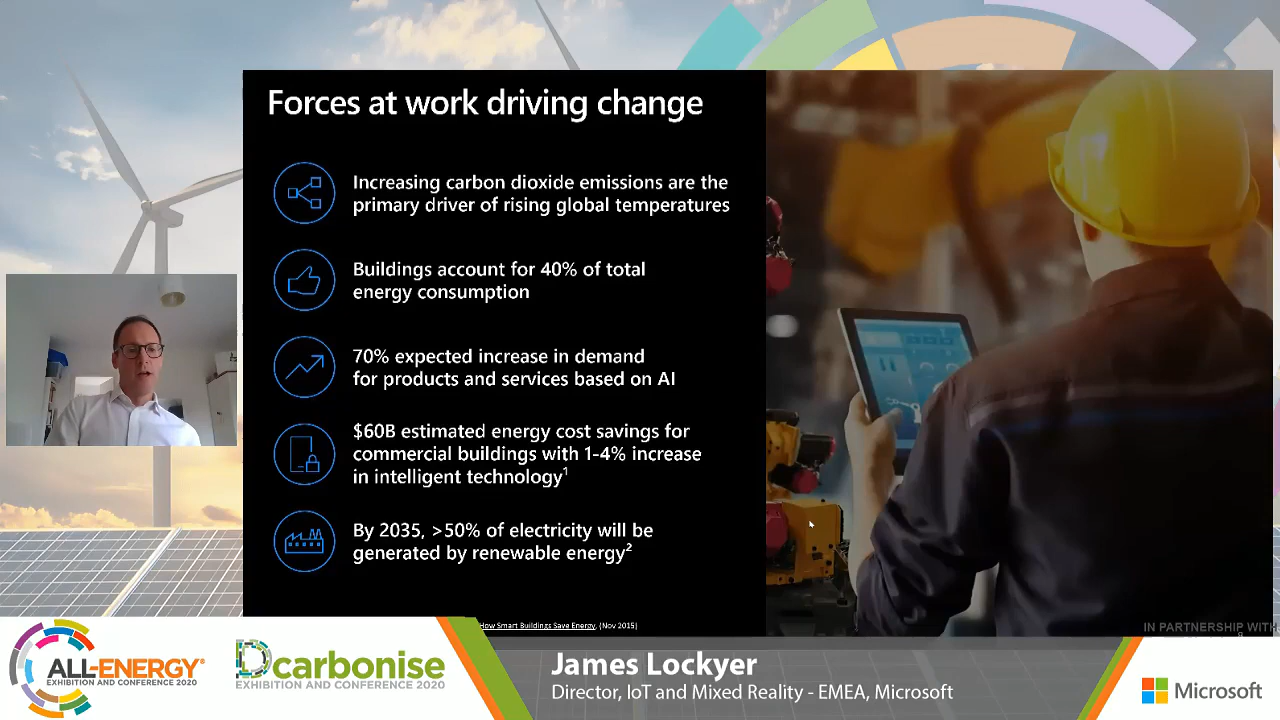 Forces at work driving change
Increasing carbon dioxide emissions are the
primary driver of rising global temperatures
Buildings account for 40% of total
energy consumption
70% expected increase in demand
for products and services based on AI
$60B estimated energy cost savings for
commercial buildings with 1-4% increase
in intelligent technology¹
By 2035, >50% of electricity will be
generated by renewable energy²
How Smart Buildings Save Energy, (Nov 2015)
IN PARTNERSHIP WITH
ALL-ENERGY®
EXHIBITION AND CONFERENCE 2020
Dcarbonise
EXHIBITION AND CONFERENCE 2020
James Lockyer
Director, IoT and Mixed Reality - EMEA, Microsoft
Microsoft